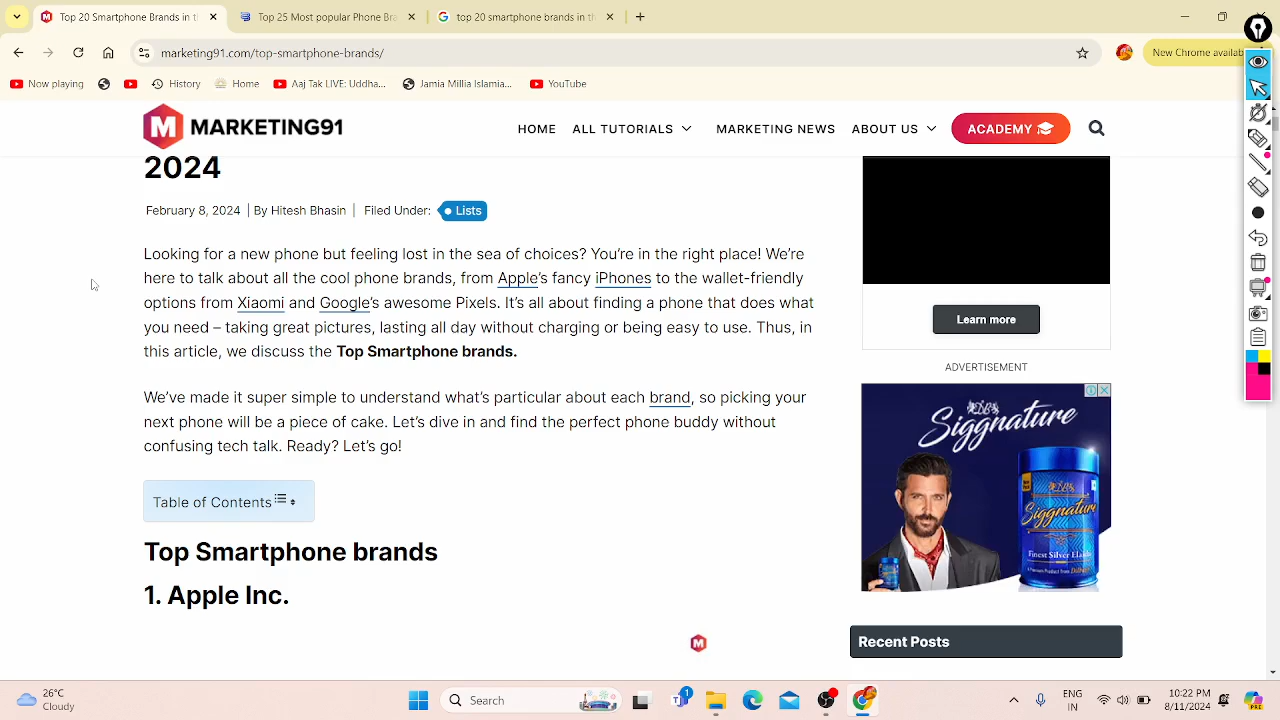 Top 20 Smartphone brands in t
Top 25 Most popular Phone Bra
top 20 smartphone brands in th
marketing91.com/top-smartphone-brands/
New Chrome availab
Now playing
History
Home
Aaj Tak LIVE: Uddha...
Jamia Millia Islamia...
YouTube
M MARKETING91
HOME
ALL TUTORIALS
MARKETING NEWS
ABOUT US
ACADEMY
2024
February 8, 2024 | By Hitesh Bhasin | Filed Under: Lists
Looking for a new phone but feeling lost in the sea of choices? You're in the right place! We're
here to talk about all the cool phone brands, from Apple's fancy iPhones to the wallet-friendly
options from Xiaomi and Google's awesome Pixels. It's all about finding a phone that does what
you need – taking great pictures, lasting all day without charging or being easy to use. Thus, in
this article, we discuss the Top Smartphone brands.
We've made it super simple to understand what's particular about each brand, so picking your
next phone will be a piece of cake. Let's dive in and find the perfect phone buddy without
confusing tech talk. Ready? Let's go!
Table of Contents
Top Smartphone brands
1. Apple Inc.
Learn more
ADVERTISEMENT
Siggnature
Siggnature
Finest Silver Elaichi
M
Recent Posts
26°C
Cloudy
Search
1
ENG
IN
10:22 PM
8/11/2024
PRE